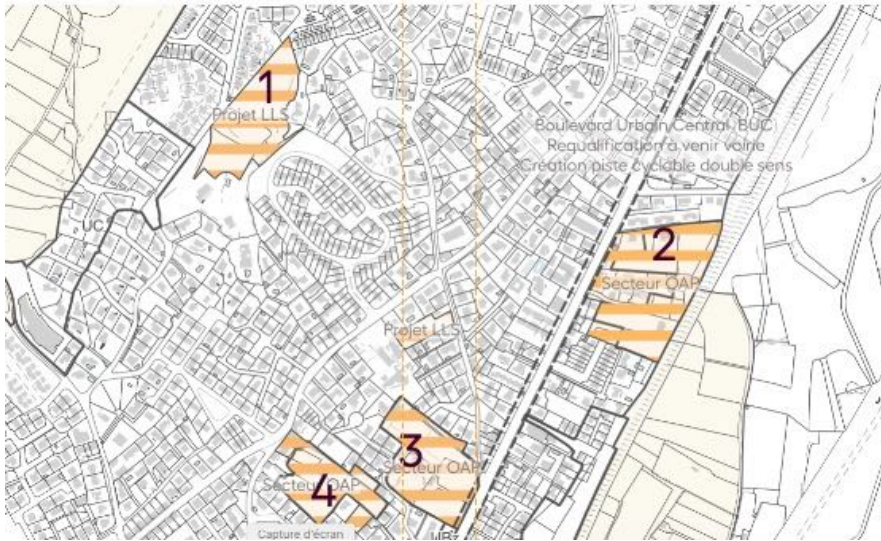 1
Projet LLS
Boulevard Urbain Central (BUC)
Requalification à venir voirie
Création piste cyclable double sens
UC
2
Secteur OAP
Projet LLS
3
Secteur OAP
4
Secteur OAP
Capture d'écran